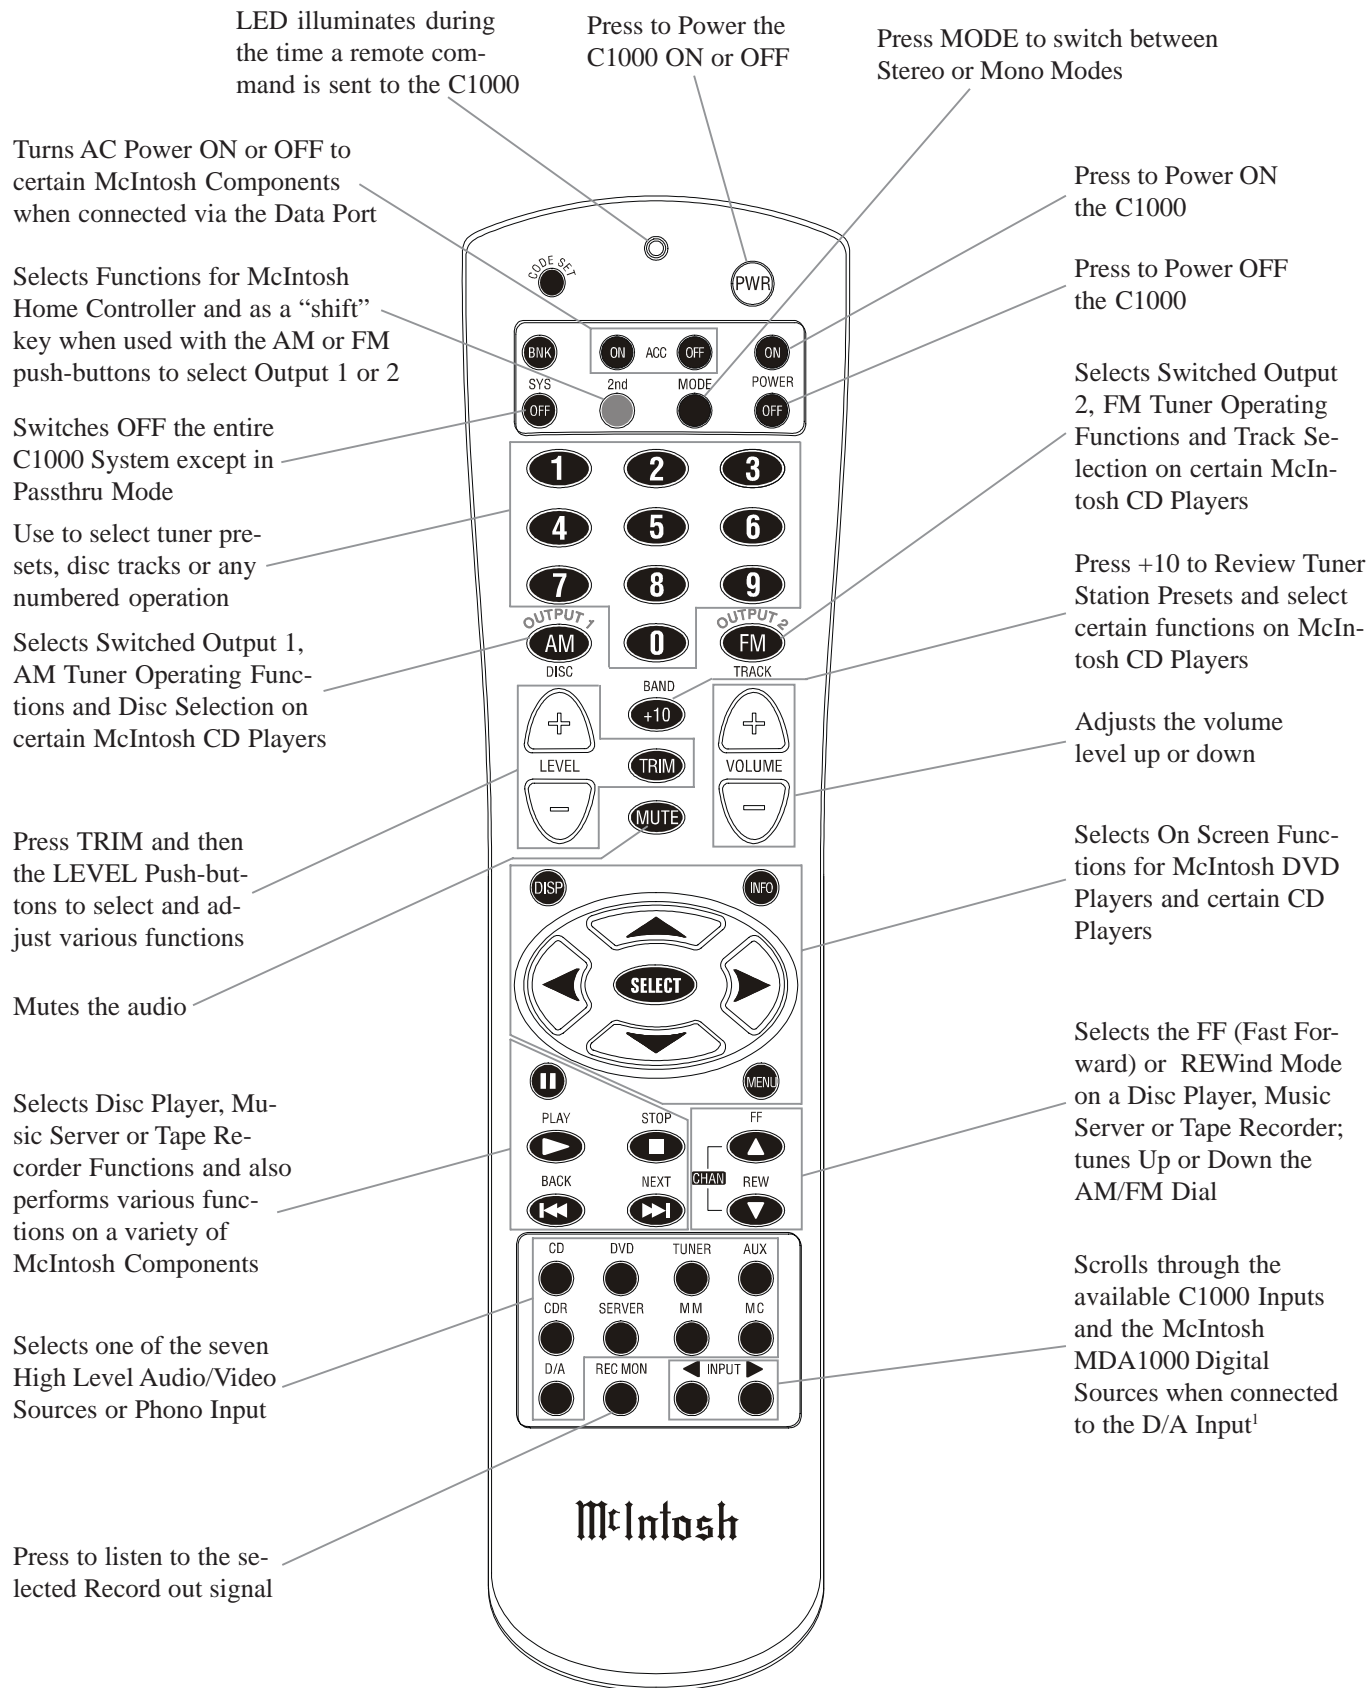 LED illuminates during
the time a remote com-
mand is sent to the C1000
Press to Power the
C1000 ON or OFF
Press MODE to switch between
Stereo or Mono Modes
Turns AC Power ON or OFF to
certain McIntosh Components
when connected via the Data Port
Selects Functions for McIntosh
Home Controller and as a “shift”
key when used with the AM or FM
push-buttons to select Output 1 or 2
Switches OFF the entire
C1000 System except in
Passthru Mode
Use to select tuner pre-
sets, disc tracks or any
numbered operation
Selects Switched Output 1,
AM Tuner Operating Func-
tions and Disc Selection on
certain McIntosh CD Players
Press TRIM and then
the LEVEL Push-but-
tons to select and ad-
just various functions
Mutes the audio
Selects Disc Player, Mu-
sic Server or Tape Re-
corder Functions and also
performs various func-
tions on a variety of
McIntosh Components
Selects one of the seven
High Level Audio/Video
Sources or Phono Input
Press to listen to the se-
lected Record out signal
CODE SET
PWR
BNK ON ACC OFF ON
SYS 2nd MODE POWER
OFF OFF
1 2 3
4 5 6
7 8 9
OUTPUT 1 OUTPUT 2
AM 0 FM
DISC TRACK
BAND
+ +10 +
LEVEL TRIM VOLUME
− MUTE −
DISP INFO
SELECT
MENU
PLAY STOP FF
CHAN
BACK NEXT REW
CD DVD TUNER AUX
CDR SERVER MM MC
D/A REC MON INPUT
McIntosh
Press to Power ON
the C1000
Press to Power OFF
the C1000
Selects Switched Output
2, FM Tuner Operating
Functions and Track Se-
lection on certain McIn-
tosh CD Players
Press +10 to Review Tuner
Station Presets and select
certain functions on McIn-
tosh CD Players
Adjusts the volume
level up or down
Selects On Screen Func-
tions for McIntosh DVD
Players and certain CD
Players
Selects the FF (Fast For-
ward) or REWind Mode
on a Disc Player, Music
Server or Tape Recorder;
tunes Up or Down the
AM/FM Dial
Scrolls through the
available C1000 Inputs
and the McIntosh
MDA1000 Digital
Sources when connected
to the D/A Input¹